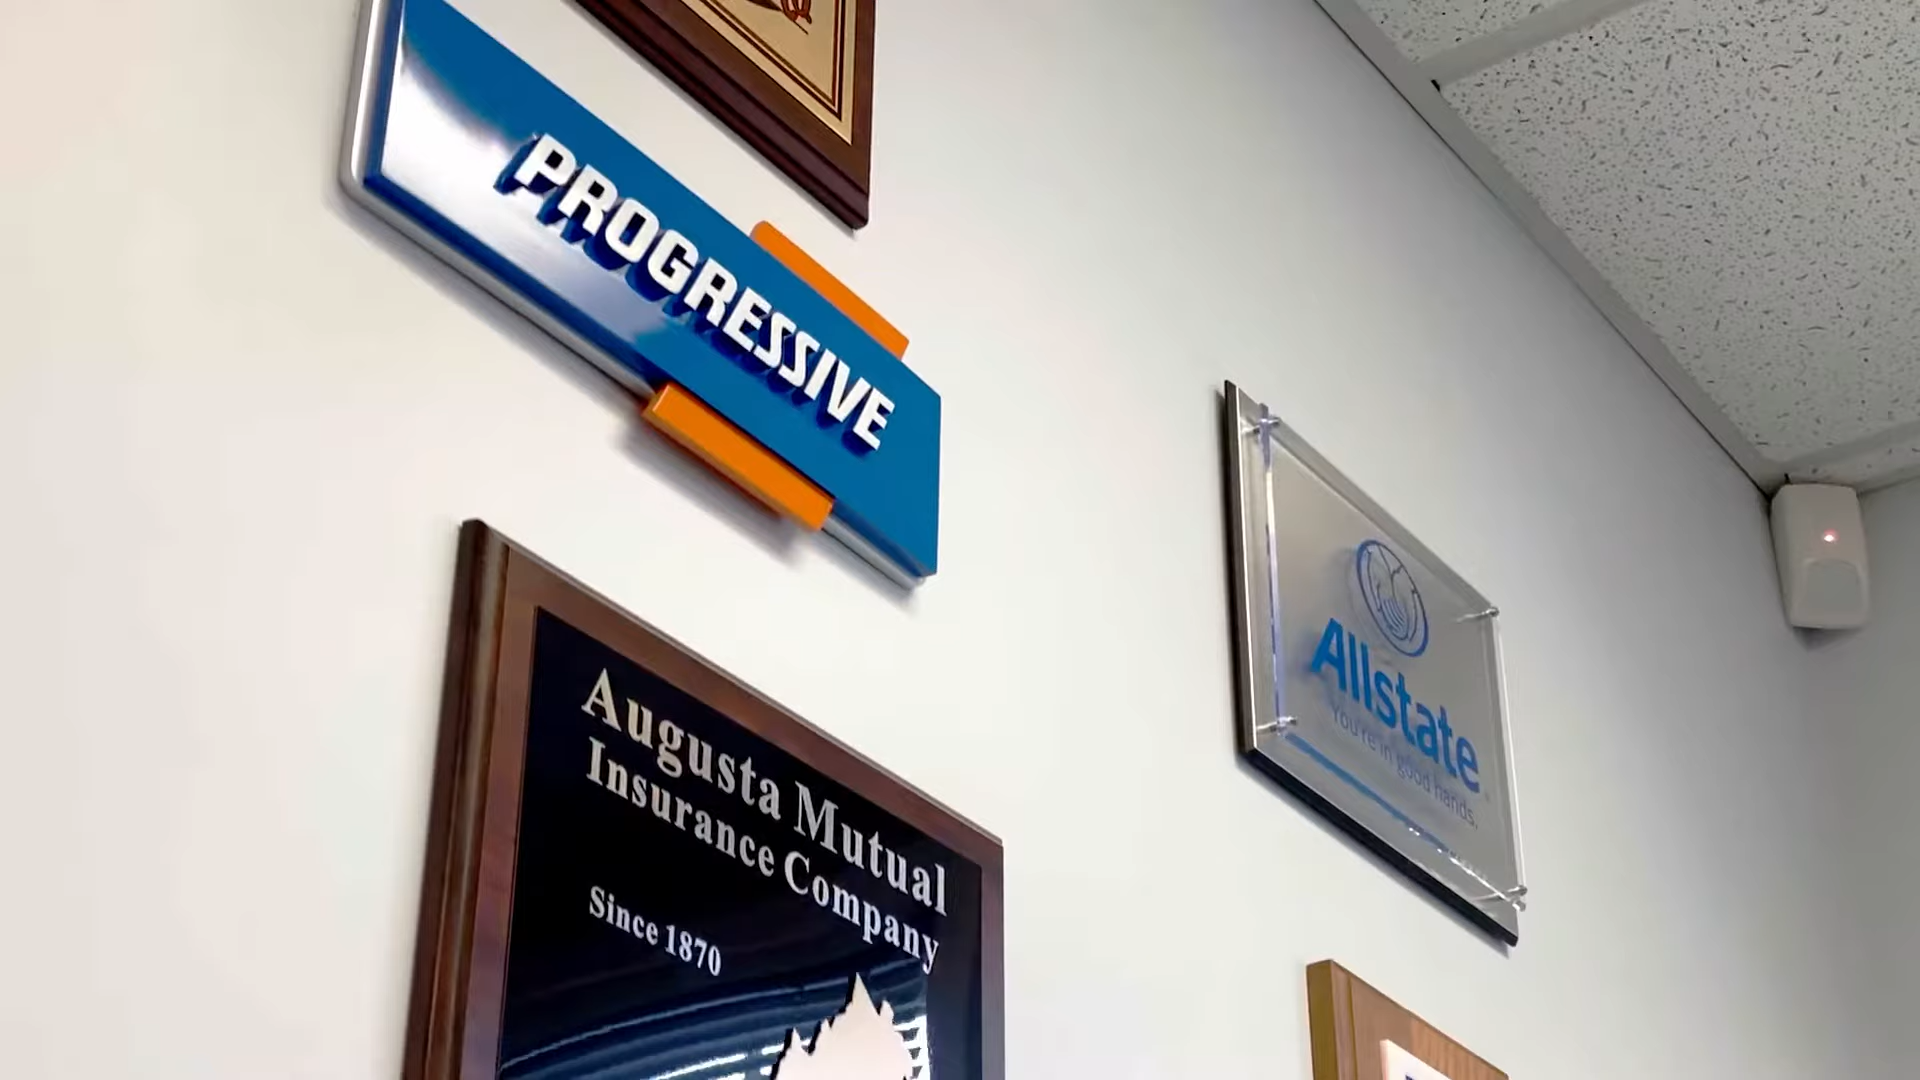 PROGRESSIVE
Augusta Mutual
Insurance Company
Since 1870
Allstate
You're in good hands.